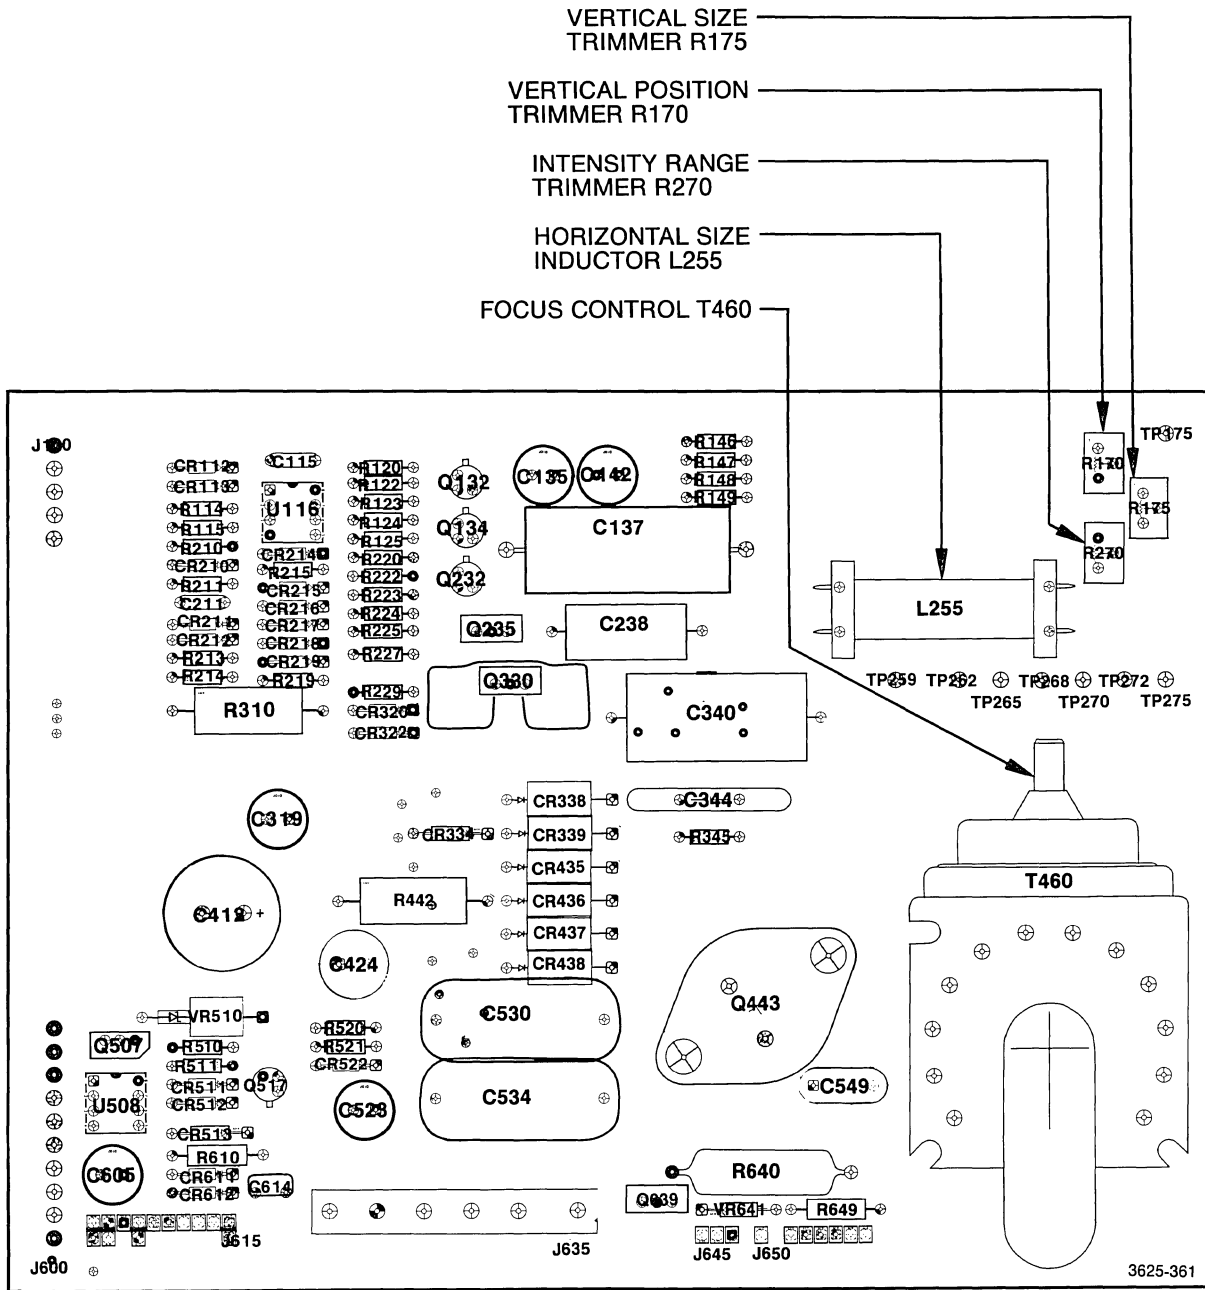 VERTICAL SIZE
TRIMMER R175
VERTICAL POSITION
TRIMMER R170
INTENSITY RANGE
TRIMMER R270
HORIZONTAL SIZE
INDUCTOR L255
FOCUS CONTROL T460
J100
CR112
CR113
R114
R115
R210
CR210
R211
C211
CR211
CR212
R213
R214
R310
C115
U116
CR214
R215
CR215
CR216
CR217
CR218
CR219
R219
R120
R122
R123
R124
R125
R220
R222
R223
R224
R225
R227
R229
CR320
CR322
Q132
Q134
Q232
Q235
Q330
C135
C142
C137
C238
C340
R146
R147
R148
R149
R170
TP175
R175
R270
L255
TP259
TP262
TP265
TP268
TP270
TP272
TP275
C319
CR334
CR338
CR339
CR435
CR436
CR437
CR438
C344
R345
C412
+
R442
C424
T460
Q443
C530
C534
C549
VR510
Q507
R510
R511
CR511
CR512
Q517
U508
CR513
R610
C605
CR611
CR612
C614
R520
R521
CR522
C523
J615
J600
J635
R640
Q639
VR641
R649
J645
J650
3625-361